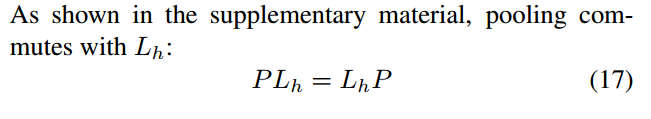 As shown in the supplementary material, pooling com-
mutes with L_h:
PL_h = L_hP (17)